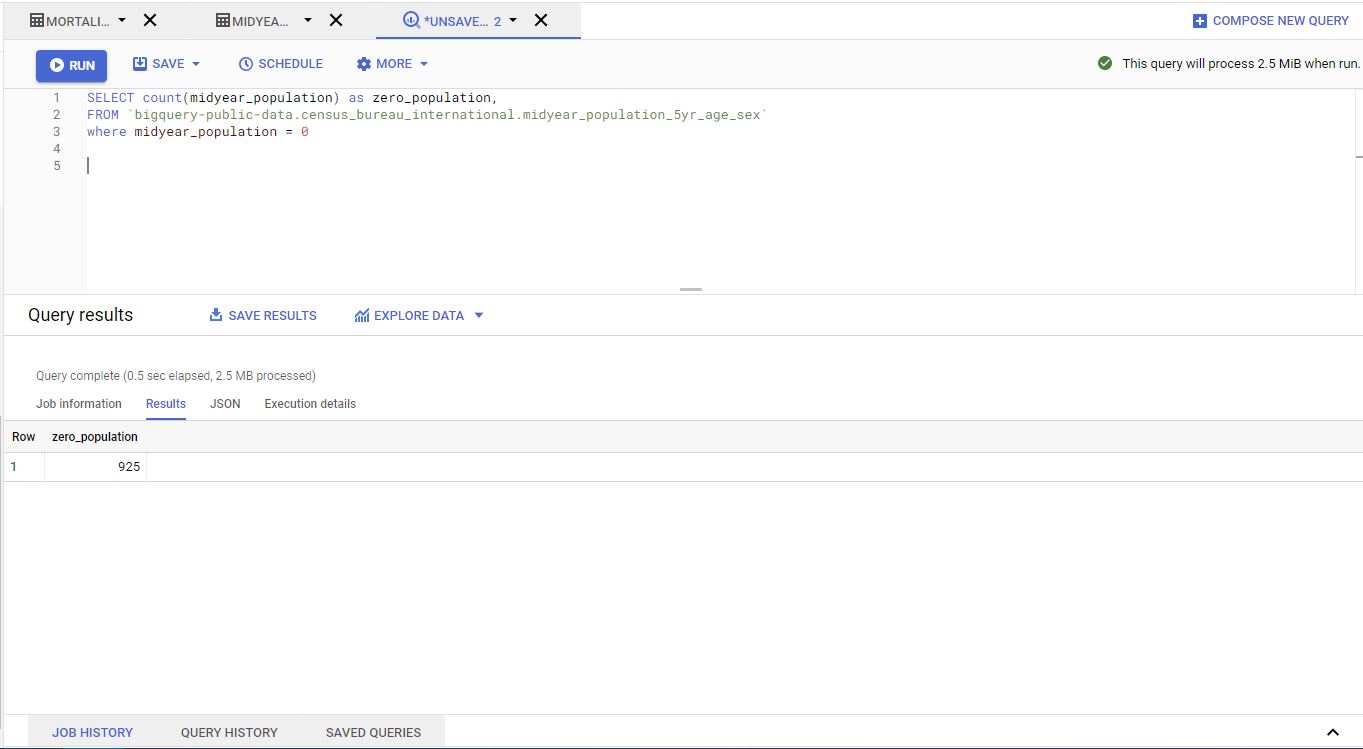 MORTALI...
MIDYEA...
*UNSAVE... 2
COMPOSE NEW QUERY
RUN
SAVE
SCHEDULE
MORE
This query will process 2.5 MiB when run.
1 SELECT count(midyear_population) as zero_population,
2 FROM `bigquery-public-data.census_bureau_international.midyear_population_5yr_age_sex`
3 where midyear_population = 0
4
5
Query results
SAVE RESULTS
EXPLORE DATA
Query complete (0.5 sec elapsed, 2.5 MB processed)
Job information Results JSON Execution details
Row zero_population
1 925
JOB HISTORY QUERY HISTORY SAVED QUERIES